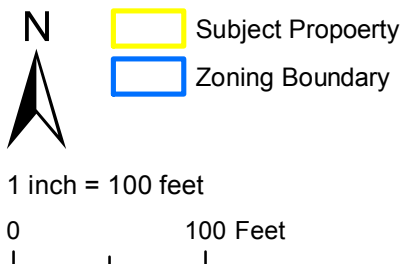 N
Subject Propoerty
Zoning Boundary
1 inch = 100 feet
0 100 Feet